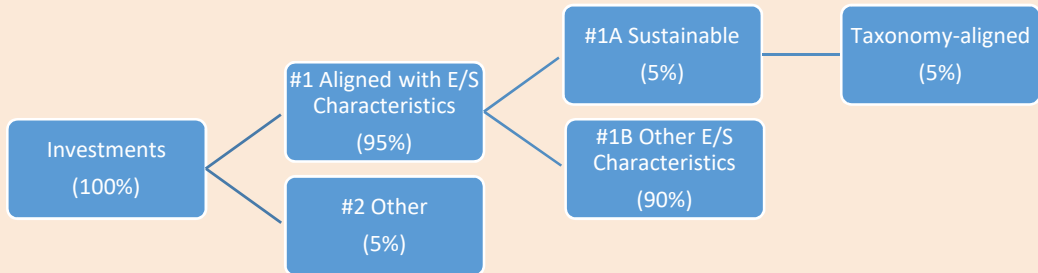 Investments
(100%)
#1 Aligned with E/S
Characteristics
(95%)
#2 Other
(5%)
#1A Sustainable
(5%)
#1B Other E/S
Characteristics
(90%)
Taxonomy-aligned
(5%)